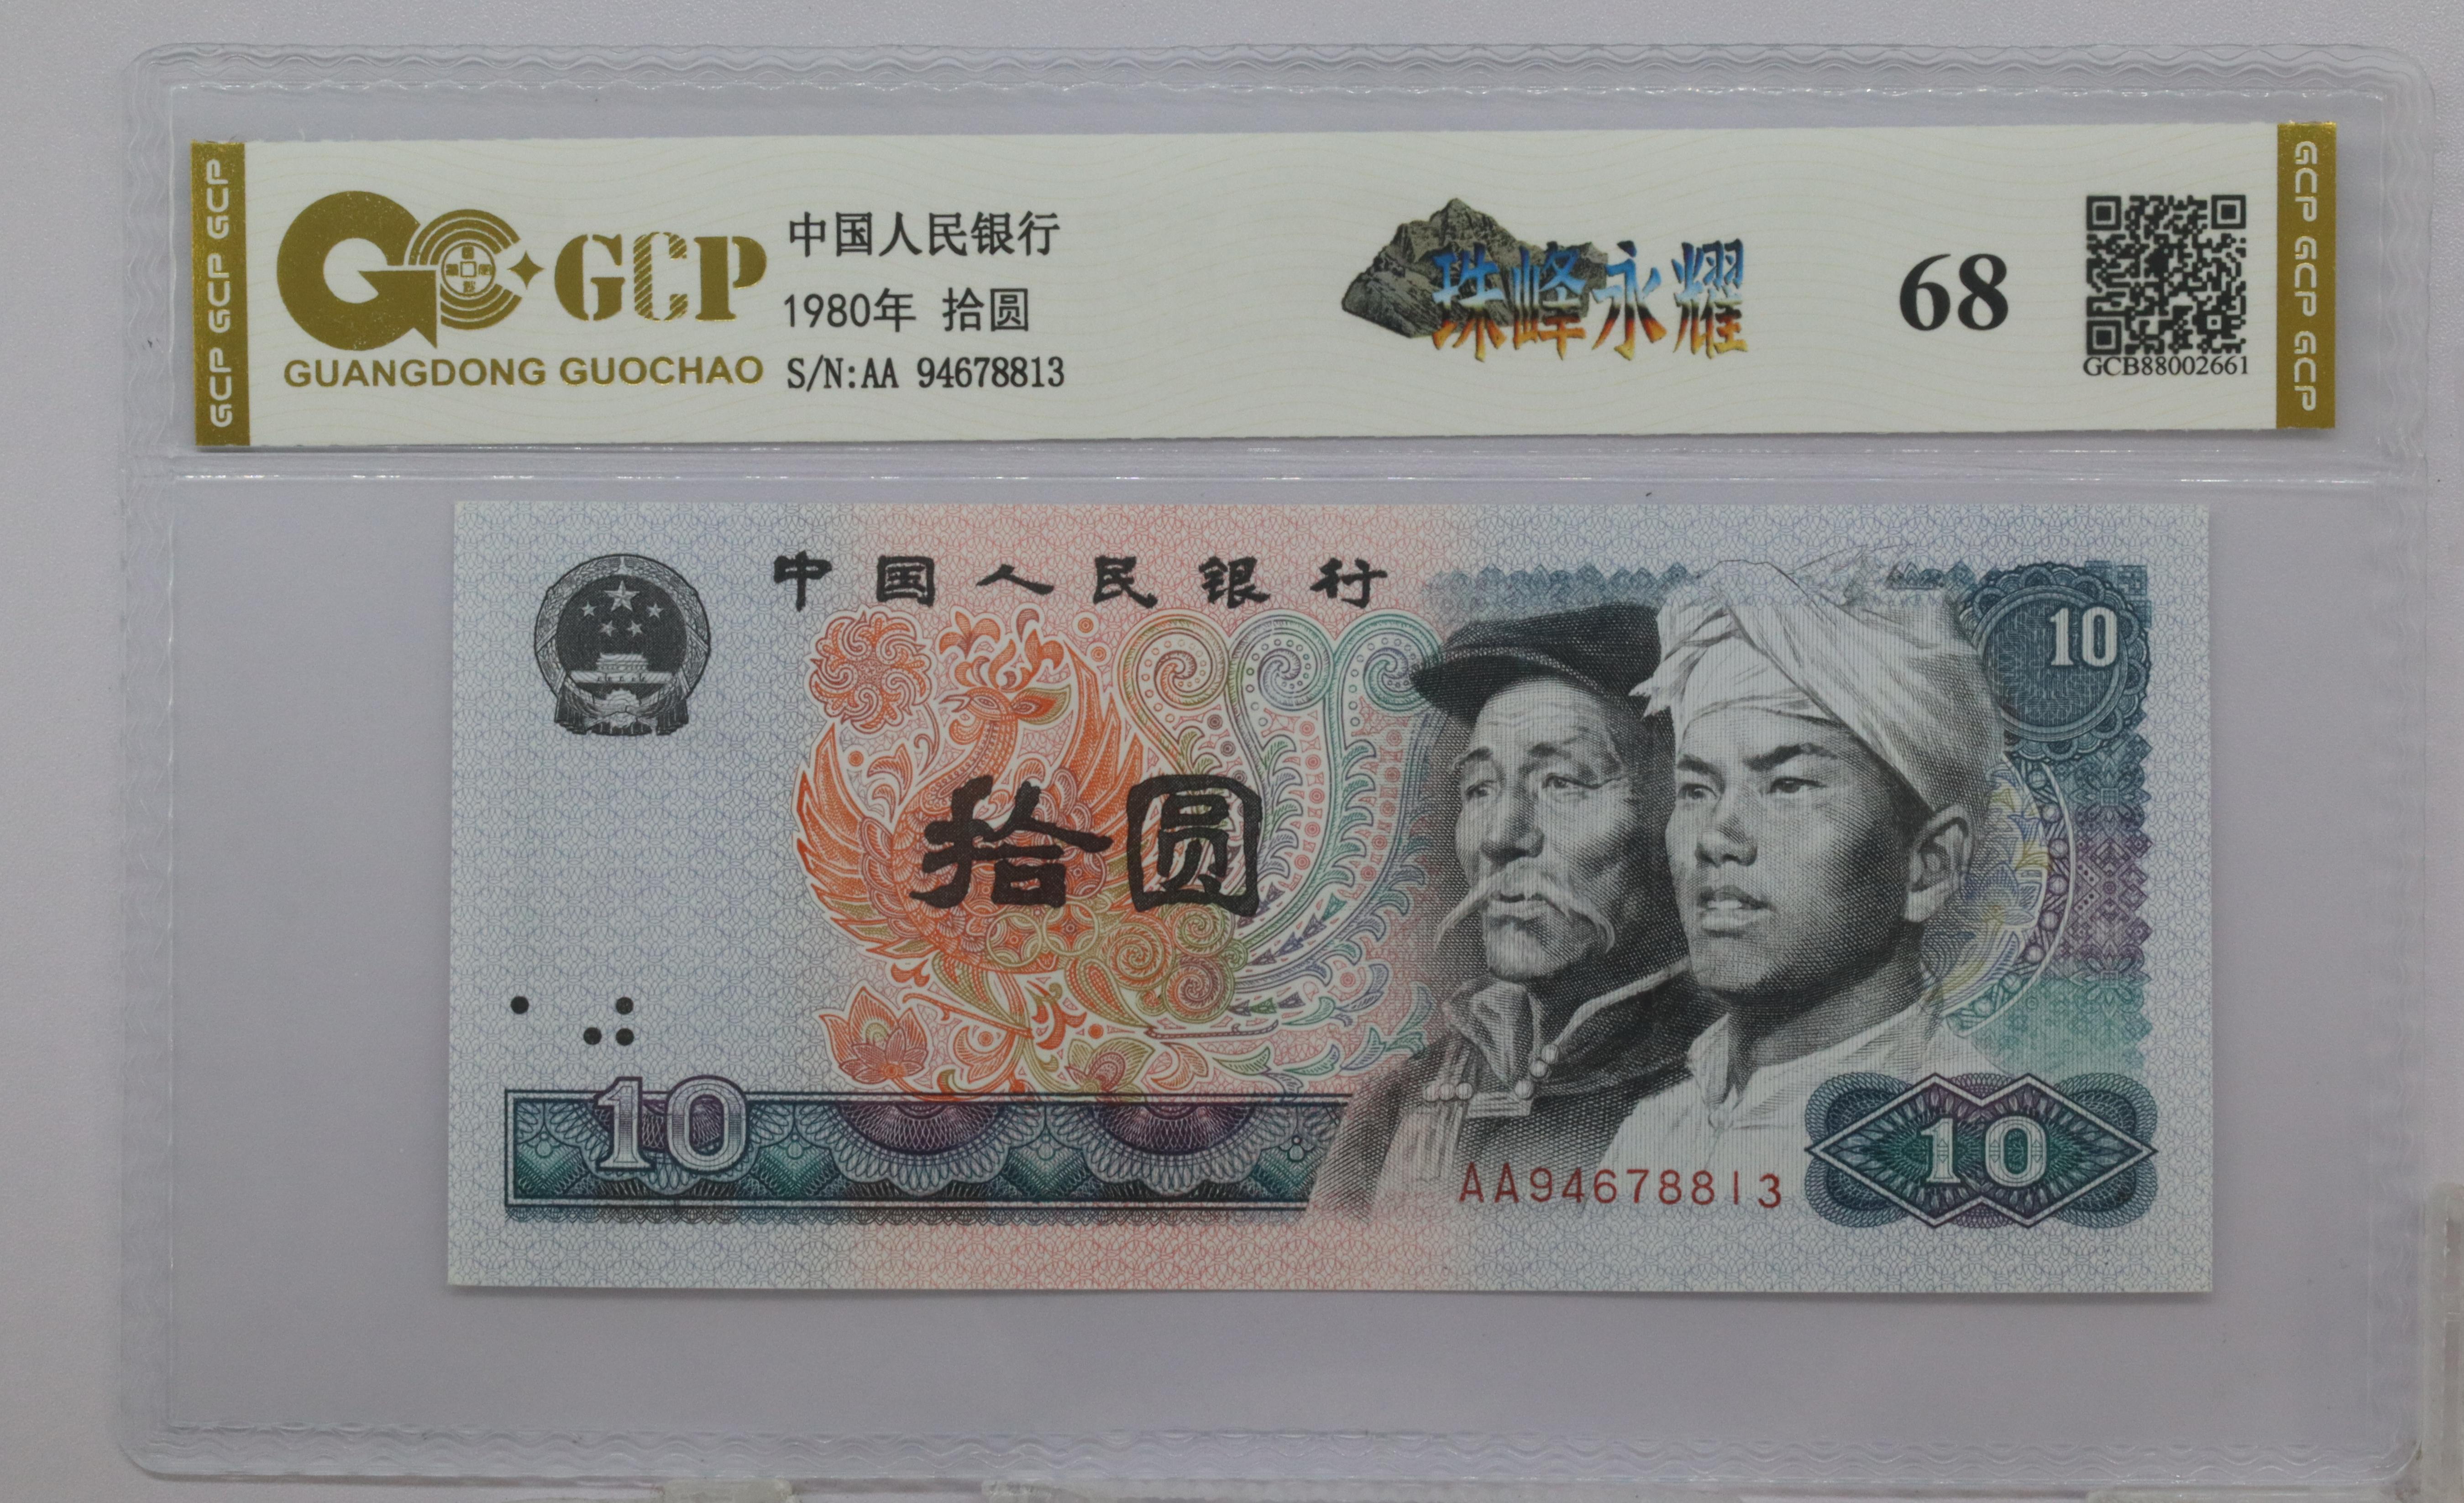 GCP GCP GCP
GCP
GUANGDONG GUOCHAO
中国人民银行
1980年 拾圆
S/N:AA 94678813
珠峰永耀
68
GCB88002661
GCP GCP GCP
中国人民银行
10
拾圆
10
AA94678813
10